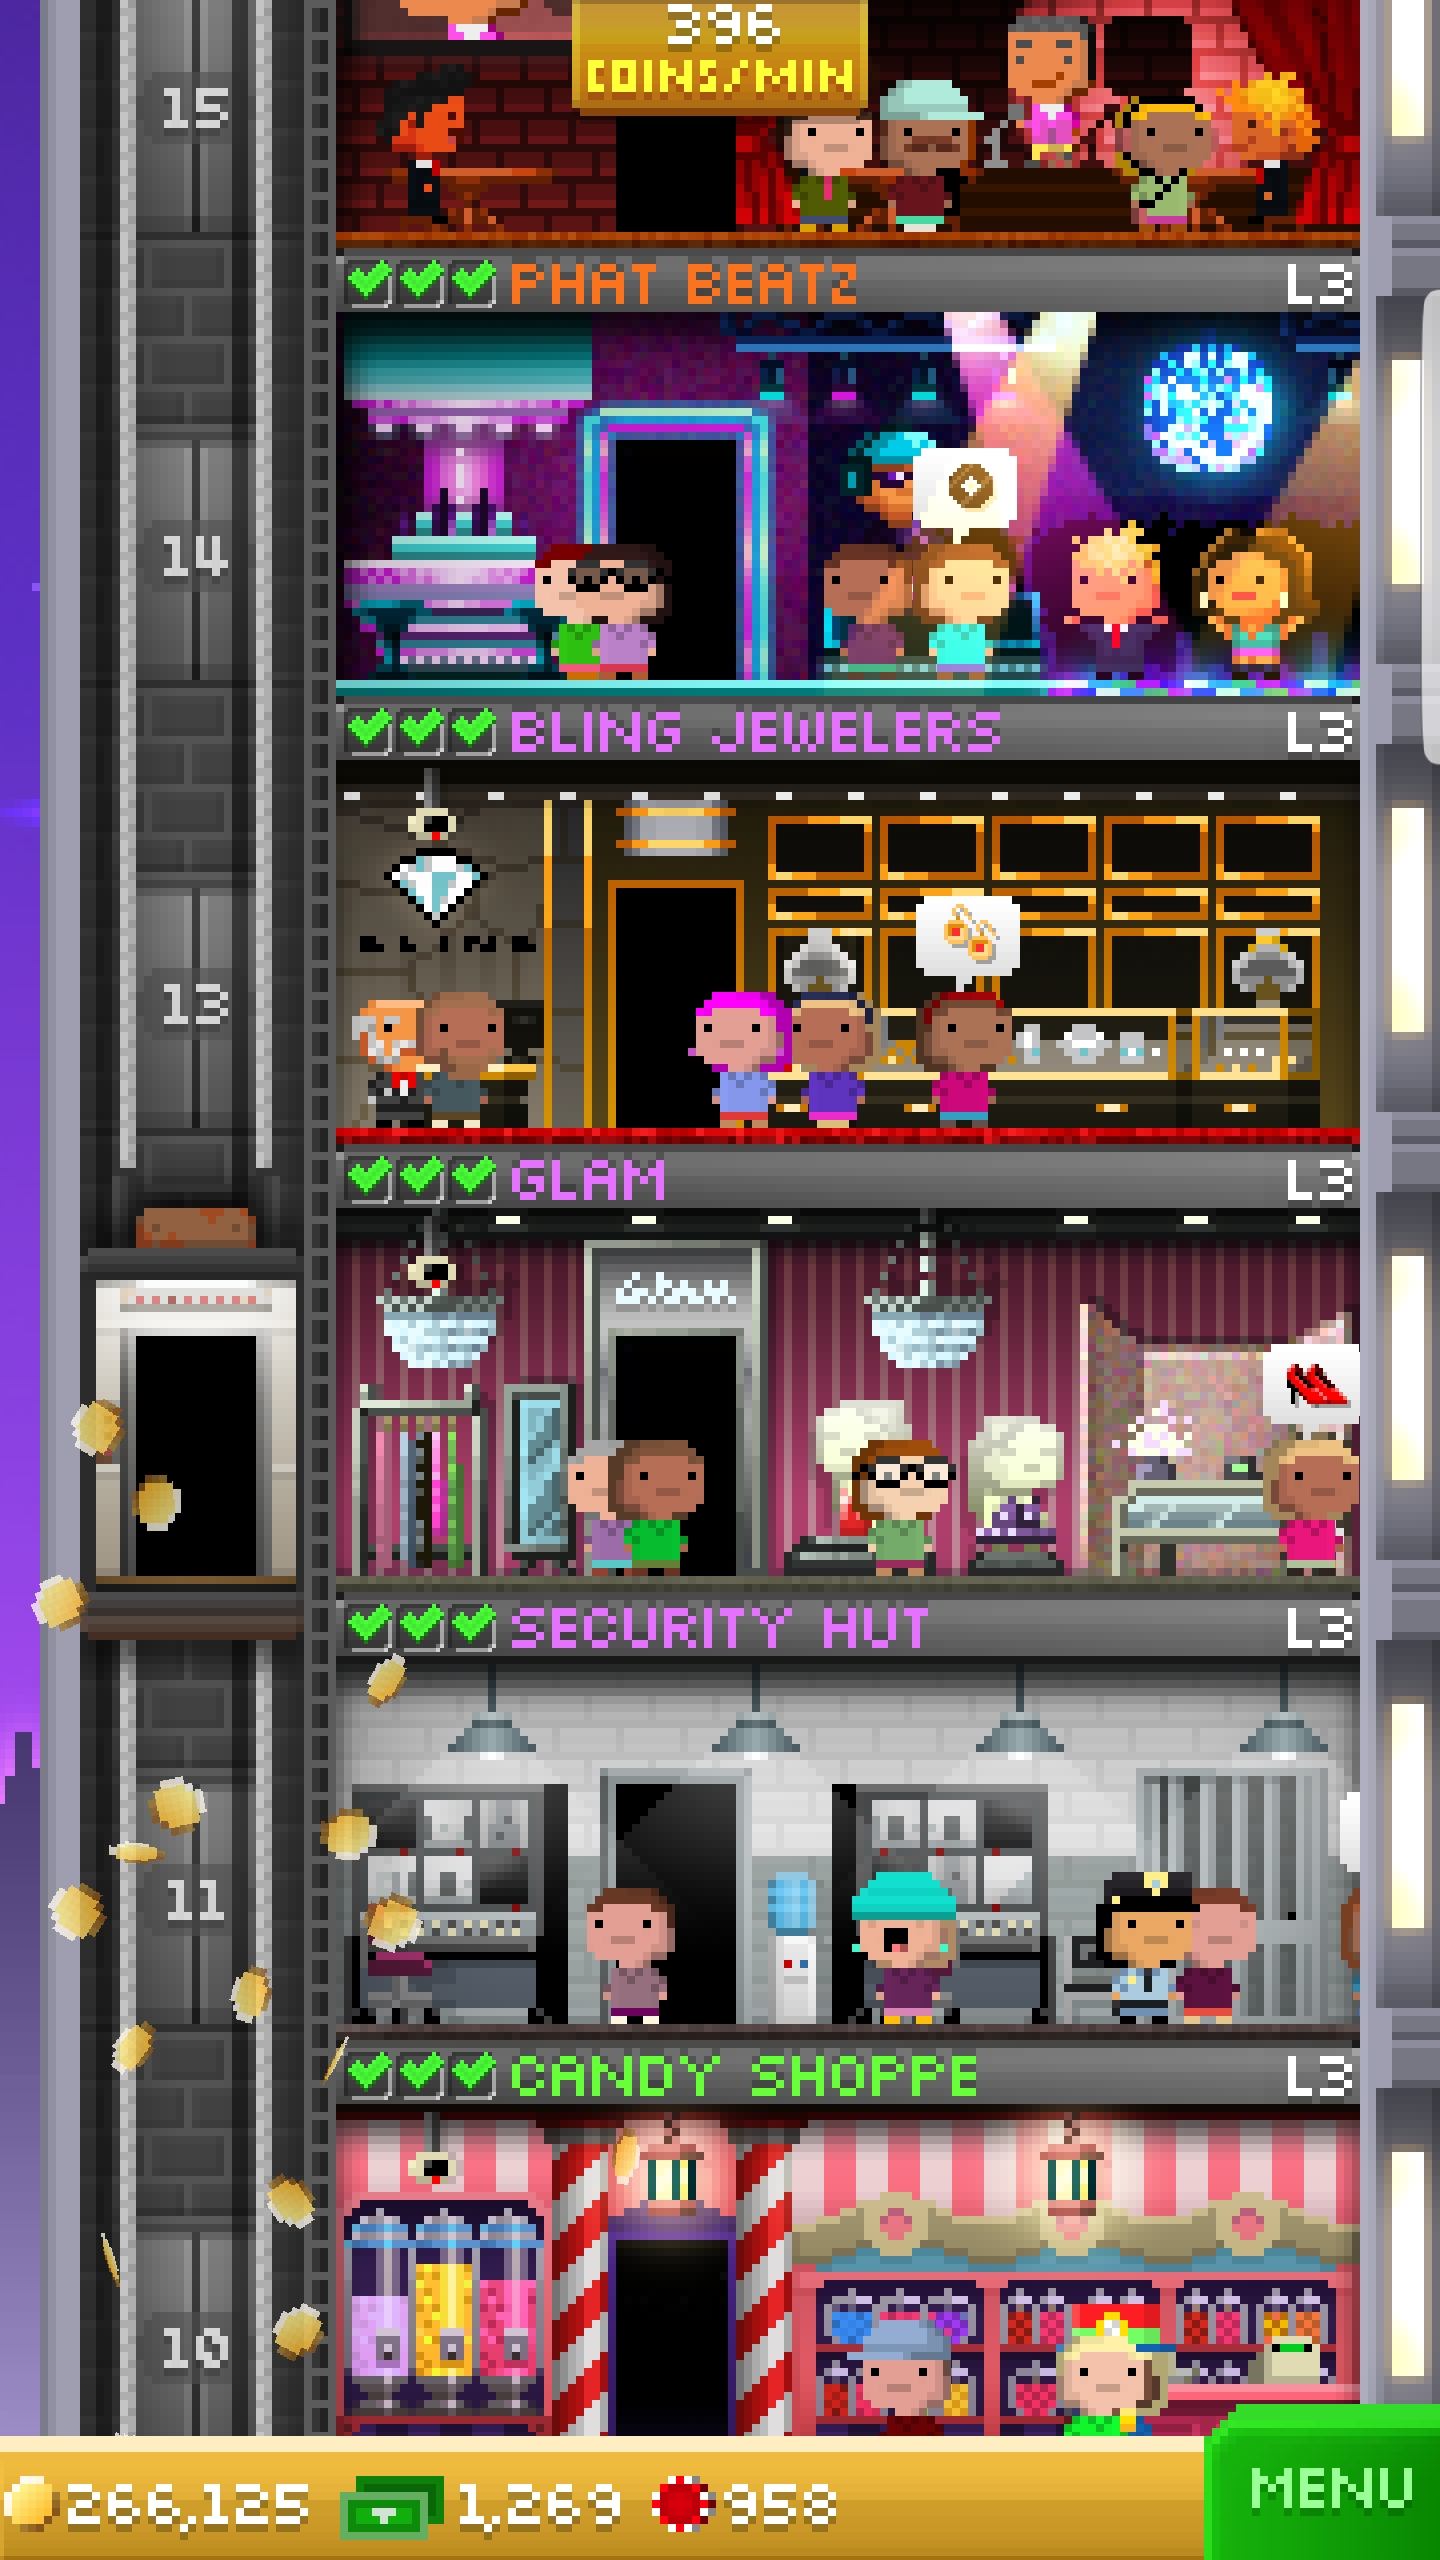 396
COINS/MIN
15
PHAT BEATZ
L3
14
BLING JEWELERS
L3
BLING
13
GLAM
L3
Glam
SECURITY HUT
L3
11
CANDY SHOPPE
L3
10
266,125
1,269
958
MENU